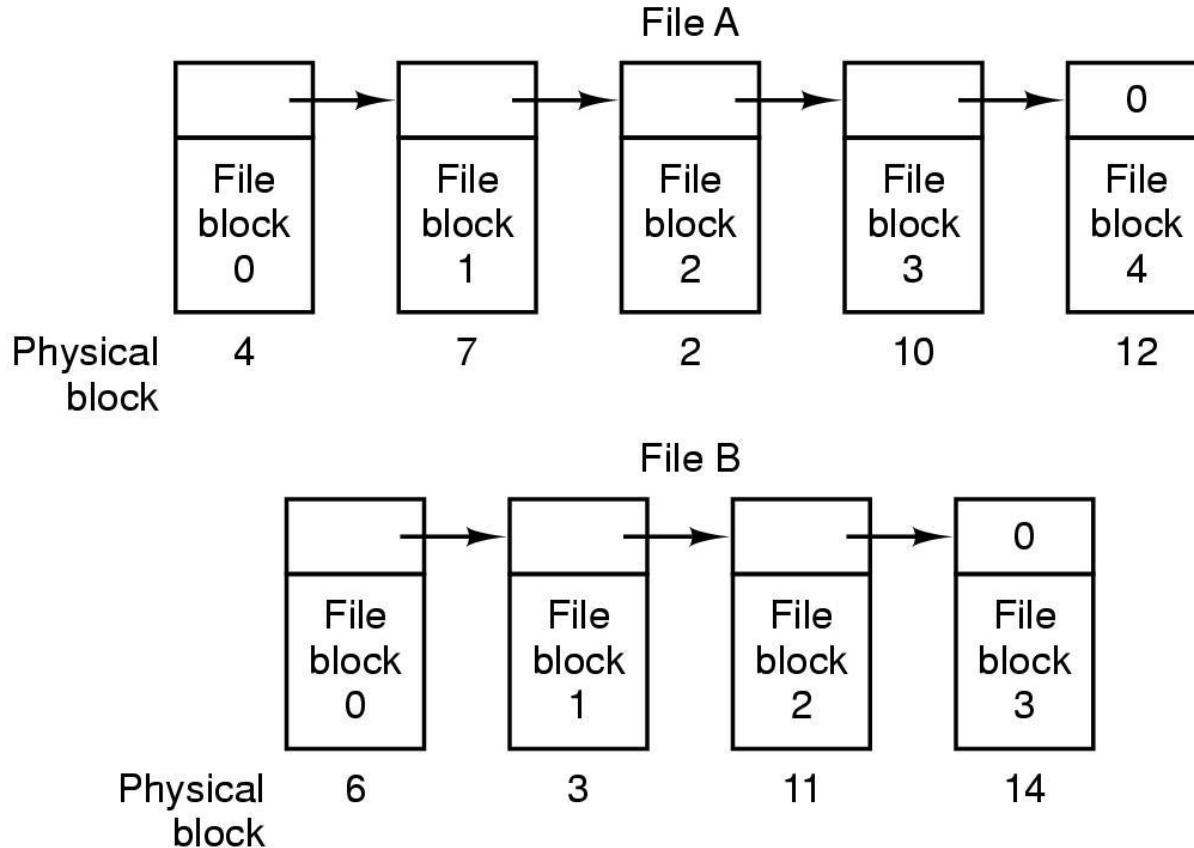 File A
0
File File File File File
block block block block block
0 1 2 3 4
Physical 4 7 2 10 12
block
File B
0
File File File File
block block block block
0 1 2 3
Physical 6 3 11 14
block